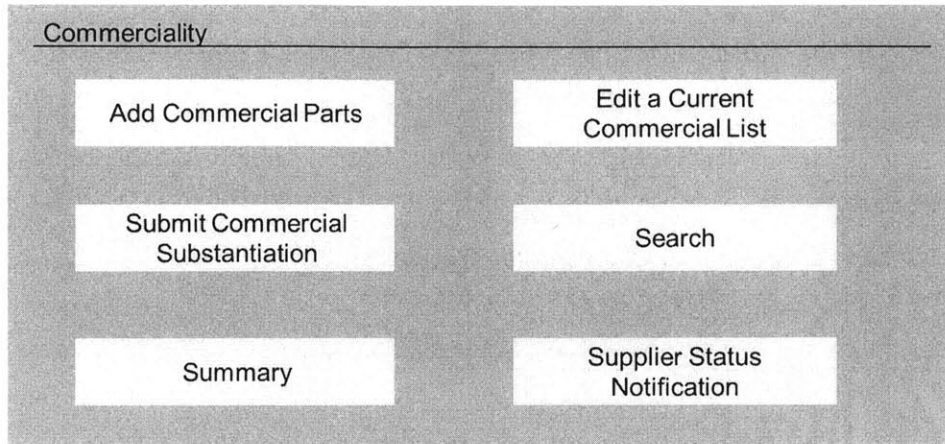 Commerciality
Add Commercial Parts
Edit a Current
Commercial List
Submit Commercial
Substantiation
Search
Summary
Supplier Status
Notification